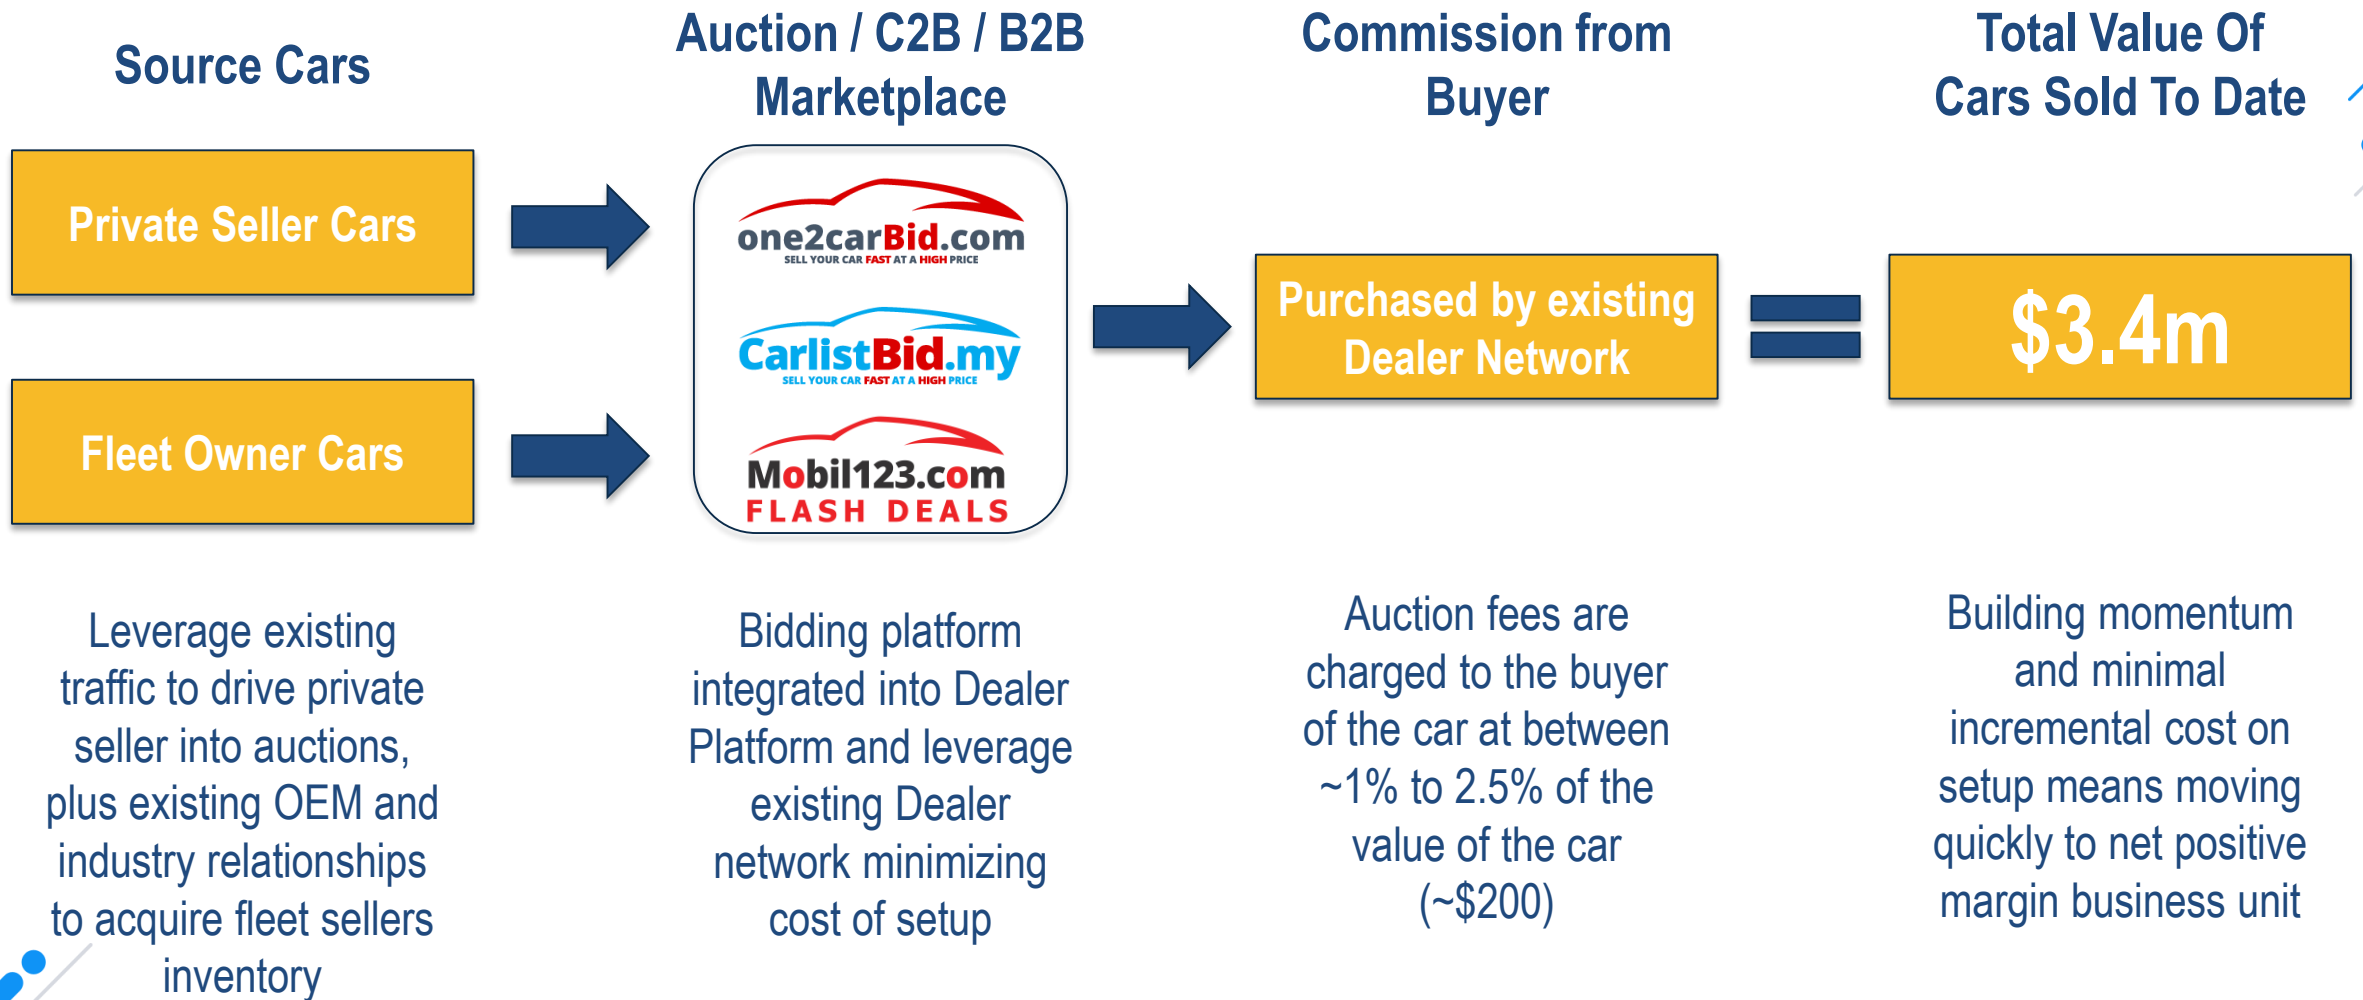 Source Cars
Private Seller Cars
Fleet Owner Cars
Leverage existing
traffic to drive private
seller into auctions,
plus existing OEM and
industry relationships
to acquire fleet sellers
inventory
Auction / C2B / B2B
Marketplace
one2carBid.com
SELL YOUR CAR FAST AT A HIGH PRICE
CarlistBid.my
SELL YOUR CAR FAST AT A HIGH PRICE
Mobil123.com
FLASH DEALS
Bidding platform
integrated into Dealer
Platform and leverage
existing Dealer
network minimizing
cost of setup
Commission from
Buyer
Purchased by existing
Dealer Network
Auction fees are
charged to the buyer
of the car at between
~1% to 2.5% of the
value of the car
(~$200)
Total Value Of
Cars Sold To Date
$3.4m
Building momentum
and minimal
incremental cost on
setup means moving
quickly to net positive
margin business unit